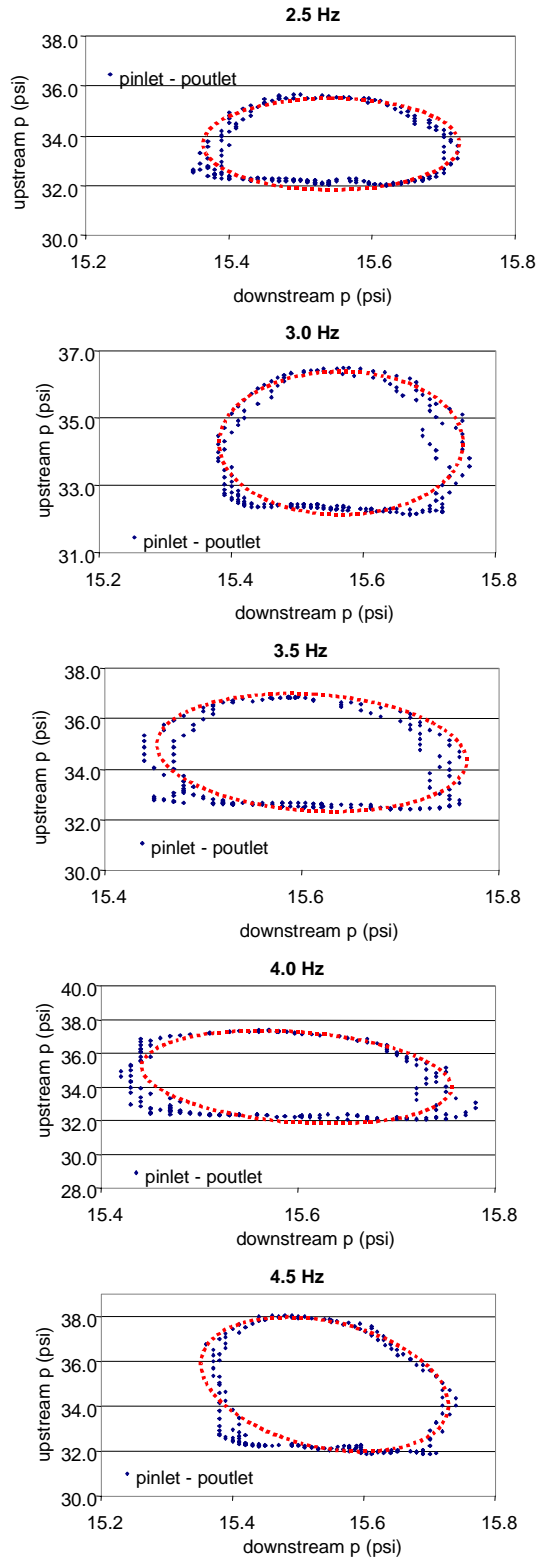 2.5 Hz
38.0
36.0
34.0
32.0
30.0
upstream p (psi)
pinlet - poutlet
15.2
15.4
15.6
15.8
downstream p (psi)
3.0 Hz
37.0
35.0
33.0
31.0
upstream p (psi)
pinlet - poutlet
15.2
15.4
15.6
15.8
downstream p (psi)
3.5 Hz
38.0
36.0
34.0
32.0
30.0
upstream p (psi)
pinlet - poutlet
15.4
15.6
15.8
downstream p (psi)
4.0 Hz
40.0
38.0
36.0
34.0
32.0
30.0
28.0
upstream p (psi)
pinlet - poutlet
15.4
15.6
15.8
downstream p (psi)
4.5 Hz
38.0
36.0
34.0
32.0
30.0
upstream p (psi)
pinlet - poutlet
15.2
15.4
15.6
15.8
downstream p (psi)